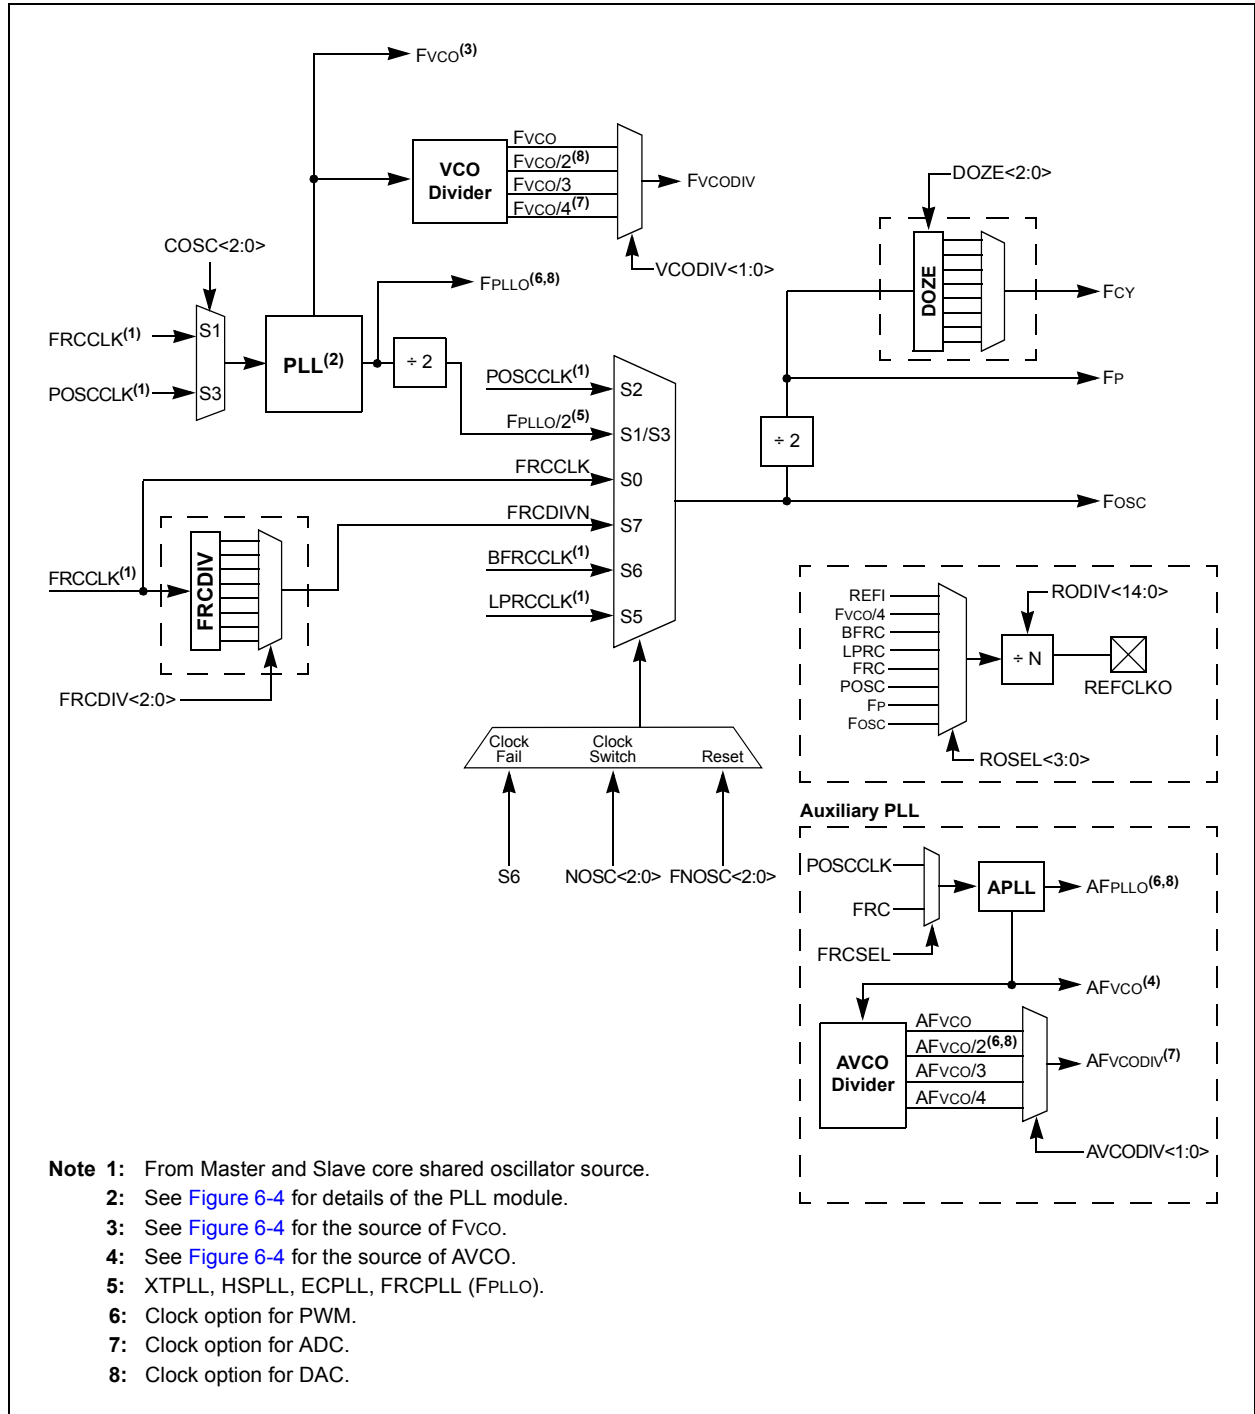 FVCO(3)
VCO
Divider
FVCO
FVCO/2(8)
FVCO/3
FVCO/4(7)
FVCODIV
VCODIV<1:0>
DOZE<2:0>
DOZE
FCY
COSC<2:0>
FPLLO(6,8)
FRCCLK(1)
S1
POSCCLK(1)
S3
PLL(2)
÷ 2
POSCCLK(1)
S2
FP
FPLLO/2(5)
S1/S3
÷ 2
FRCCLK
S0
FOSC
FRCDIVN
S7
FRCCLK(1)
FRCDIV
BFRCCLK(1)
S6
LPRCCLK(1)
S5
FRCDIV<2:0>
REFI
FVCO/4
BFRC
LPRC
FRC
POSC
FP
FOSC
RODIV<14:0>
÷ N
REFCLKO
ROSEL<3:0>
Clock
Fail
Clock
Switch
Reset
S6
NOSC<2:0>
FNOSC<2:0>
Auxiliary PLL
POSCCLK
FRC
FRCSEL
APLL
AFPLLO(6,8)
AFVCO(4)
AVCO
Divider
AFVCO
AFVCO/2(6,8)
AFVCO/3
AFVCO/4
AFVCODIV(7)
AVCODIV<1:0>
Note 1: From Master and Slave core shared oscillator source.
2: See Figure 6-4 for details of the PLL module.
3: See Figure 6-4 for the source of FVCO.
4: See Figure 6-4 for the source of AVCO.
5: XTPLL, HSPLL, ECPLL, FRCPLL (FPLLO).
6: Clock option for PWM.
7: Clock option for ADC.
8: Clock option for DAC.